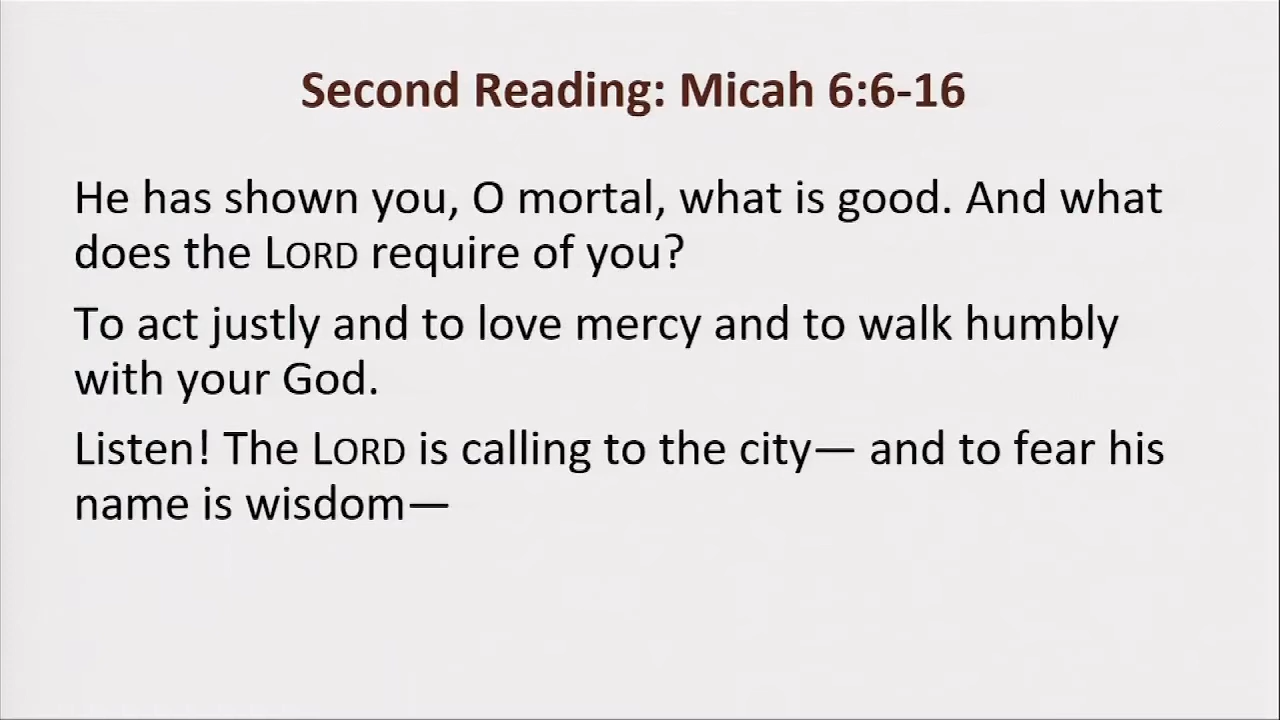 Second Reading: Micah 6:6-16
He has shown you, O mortal, what is good. And what
does the LORD require of you?
To act justly and to love mercy and to walk humbly
with your God.
Listen! The LORD is calling to the city— and to fear his
name is wisdom—